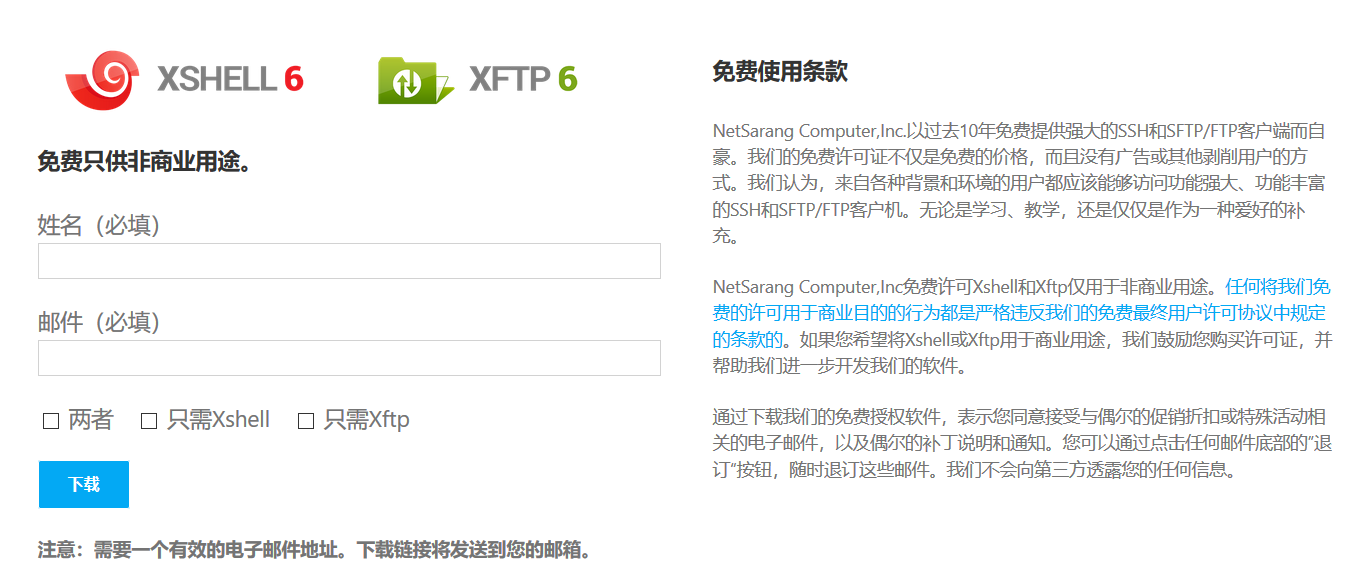 XSHELL 6
XFTP 6
免费只供非商业用途。
姓名（必填）
邮件（必填）
两者
只需Xshell
只需Xftp
下载
注意：需要一个有效的电子邮件地址。下载链接将发送到您的邮箱。
免费使用条款
NetSarang Computer,Inc.以过去10年免费提供强大的SSH和SFTP/FTP客户端而自
豪。我们的免费许可证不仅是免费的价格，而且没有广告或其他剥削用户的方
式。我们认为，来自各种背景和环境的用户都应该能够访问功能强大、功能丰富
的SSH和SFTP/FTP客户机。无论是学习、教学，还是仅仅是作为一种爱好的补
充。
NetSarang Computer,Inc免费许可Xshell和Xftp仅用于非商业用途。任何将我们免
费的许可用于商业目的的行为都是严格违反我们的免费最终用户许可协议中规定
的条款的。如果您希望将Xshell或Xftp用于商业用途，我们鼓励您购买许可证，并
帮助我们进一步开发我们的软件。
通过下载我们的免费授权软件，表示您同意接受与偶尔的促销折扣或特殊活动相
关的电子邮件，以及偶尔的补丁说明和通知。您可以通过点击任何邮件底部的"退
订"按钮，随时退订这些邮件。我们不会向第三方透露您的任何信息。